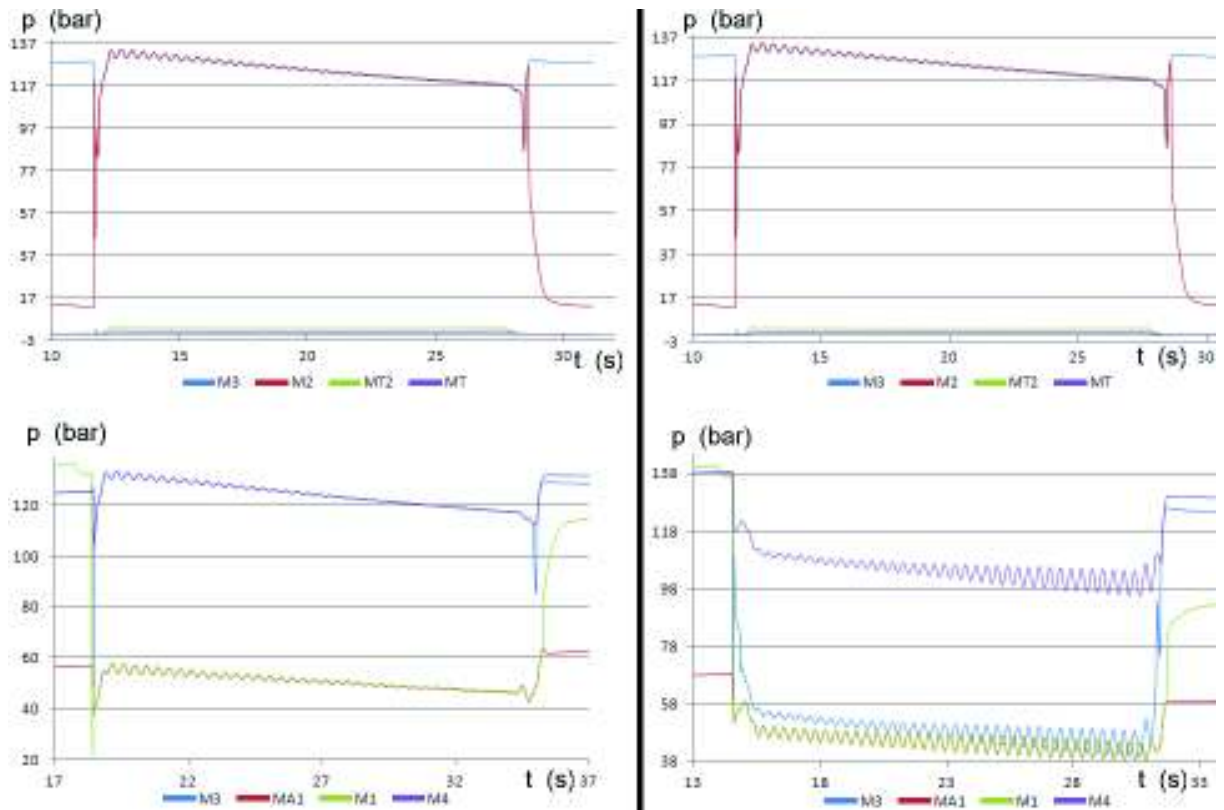 p (bar)
137
117
97
77
57
37
17
-3
10 15 20 25 30
t (s)
M3 M2 MT2 MT
p (bar)
137
117
97
77
57
37
17
-3
10 15 20 25 30
t (s)
M3 M2 MT2 MT
p (bar)
120
100
80
60
40
20
17 22 27 32 37
t (s)
M3 MA1 M1 M4
p (bar)
138
118
98
78
58
38
13 18 23 28 33
t (s)
M3 MA1 M1 M4